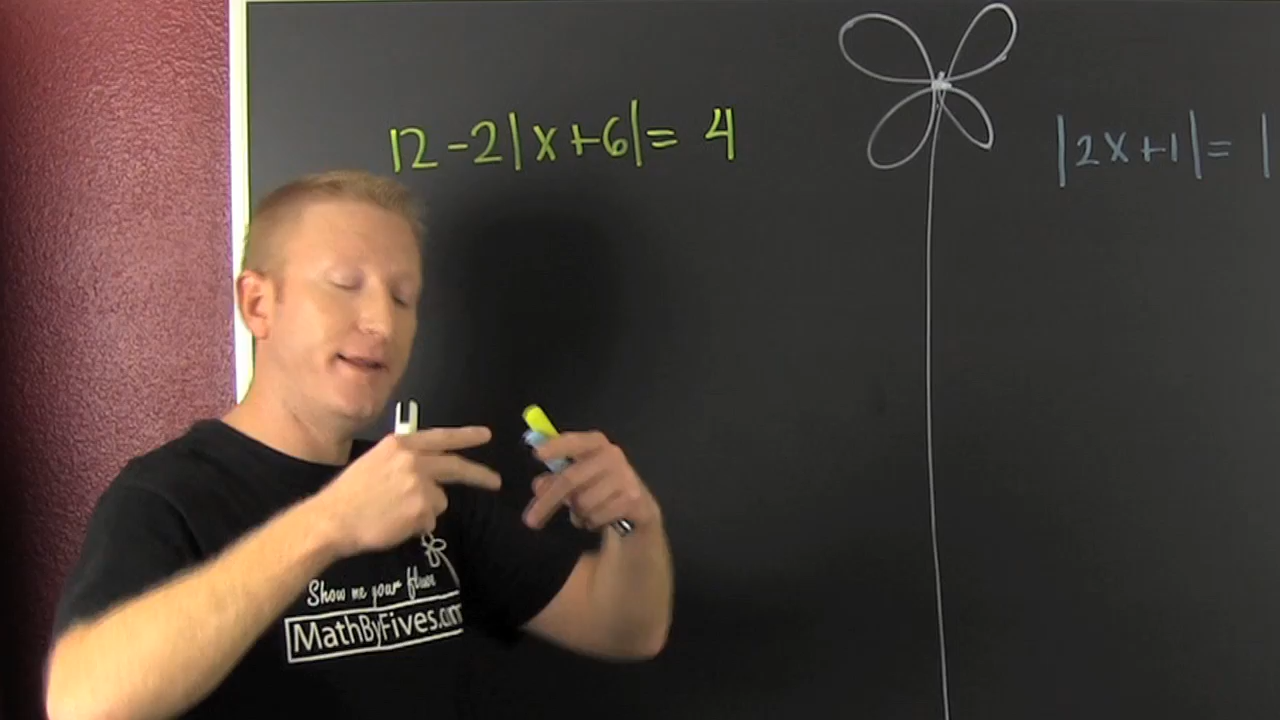 12-2|x+6|= 4
|2x+1|= |
Show me your
MathByFives.com